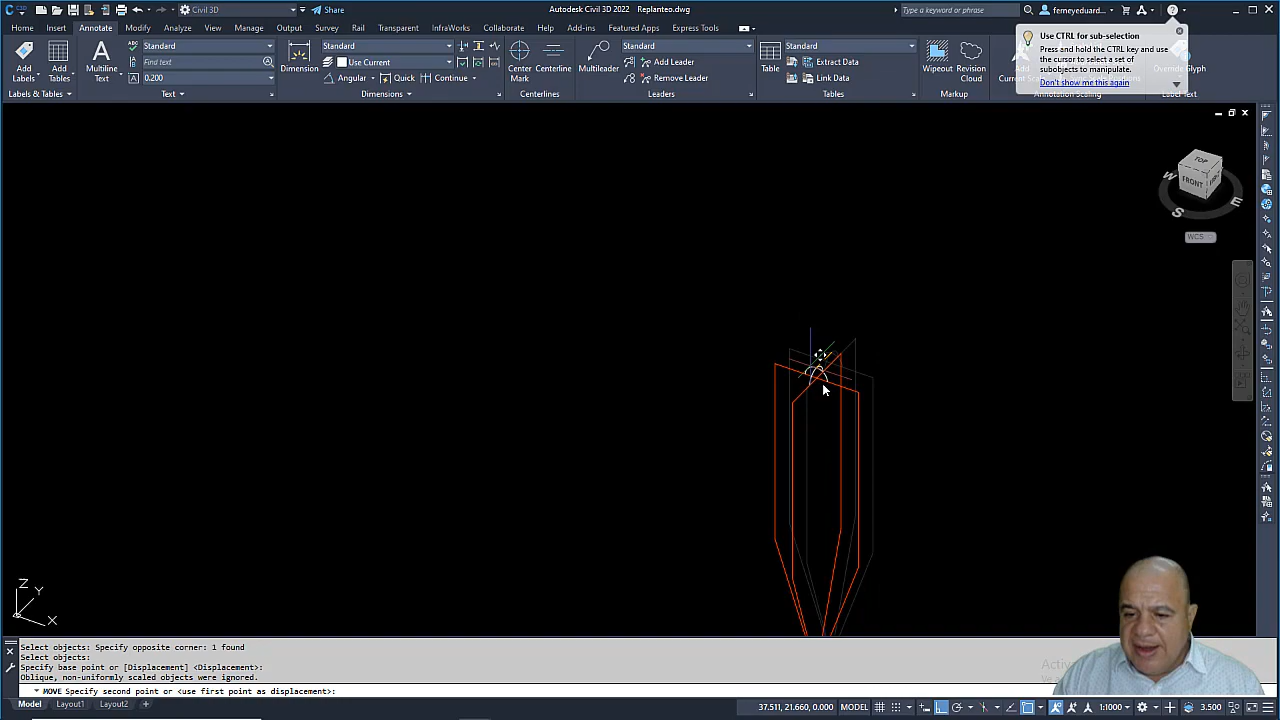 Civil 3D
Share
Autodesk Civil 3D 2022 Replanteo.dwg
Type a keyword or phrase
ferneyeduard...
Home Insert Annotate Modify Analyze View Manage Output Survey Rail Transparent InfraWorks Collaborate Help Add-ins Featured Apps Express Tools
Add Labels
Add Tables
Labels & Tables
Multiline Text
Standard
Find text
0.200
Text
Dimension
Standard
Use Current
Angular Quick Continue
Dimensions
Center Mark
Centerline
Centerlines
Multileader
Standard
Add Leader
Remove Leader
Leaders
Table
Standard
Extract Data
Link Data
Tables
Wipeout
Revision Cloud
Markup
Use CTRL for sub-selection
Press and hold the CTRL key and use
the cursor to select a set of
subobjects to manipulate.
Don't show me this again
TOP
FRONT
W
S
E
WCS
Z
Y
X
Select objects: Specify opposite corner: 1 found
Select objects:
Specify base point or [Displacement] <Displacement>:
Oblique, non-uniformly scaled objects were ignored.
MOVE Specify second point or <use first point as displacement>:
Model Layout1 Layout2 +
37.511, 21.660, 0.000 MODEL 1:1000 3.500